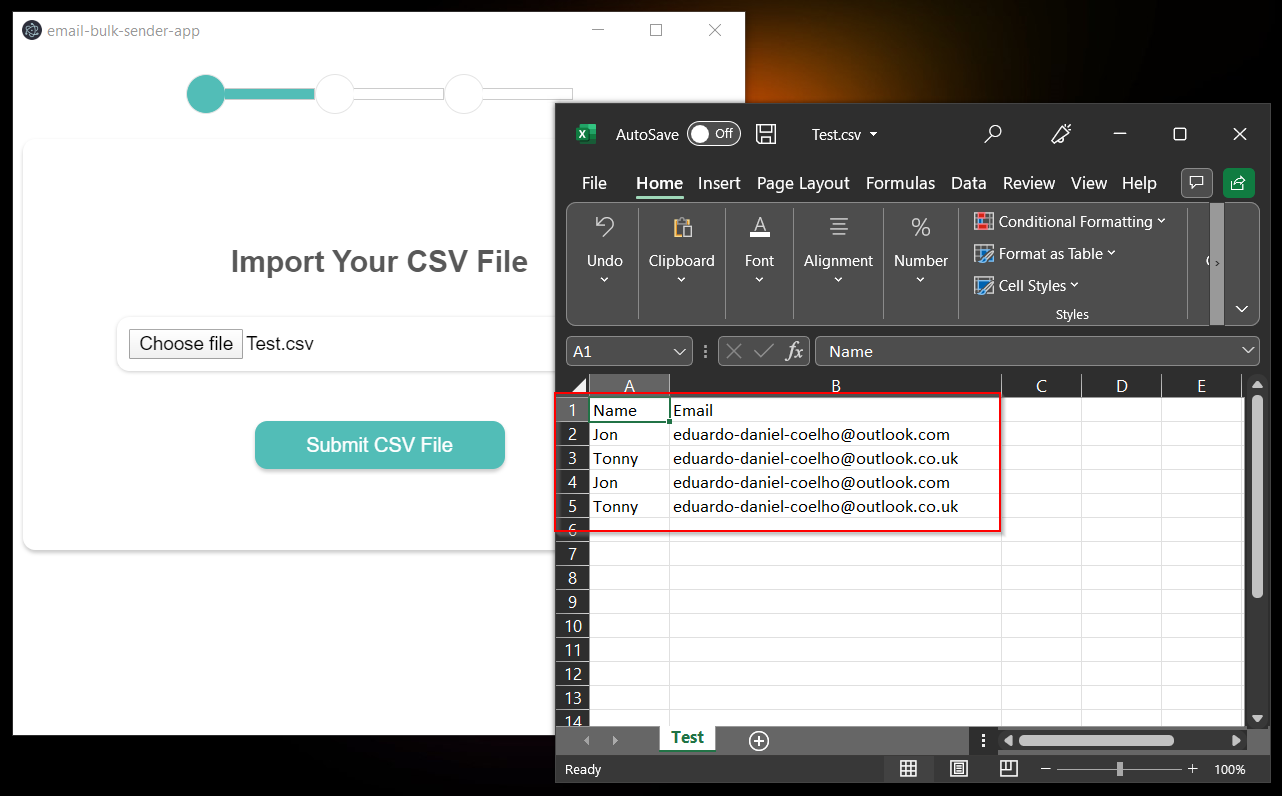 email-bulk-sender-app
Import Your CSV File
Choose file Test.csv
Submit CSV File
AutoSave Off Test.csv
File Home Insert Page Layout Formulas Data Review View Help
Undo Clipboard Font Alignment Number
Conditional Formatting
Format as Table
Cell Styles
Styles
A1 fx Name
A B C D E
1 Name Email
2 Jon eduardo-daniel-coelho@outlook.com
3 Tonny eduardo-daniel-coelho@outlook.co.uk
4 Jon eduardo-daniel-coelho@outlook.com
5 Tonny eduardo-daniel-coelho@outlook.co.uk
6
7
8
9
10
11
12
13
14
Test
Ready 100%